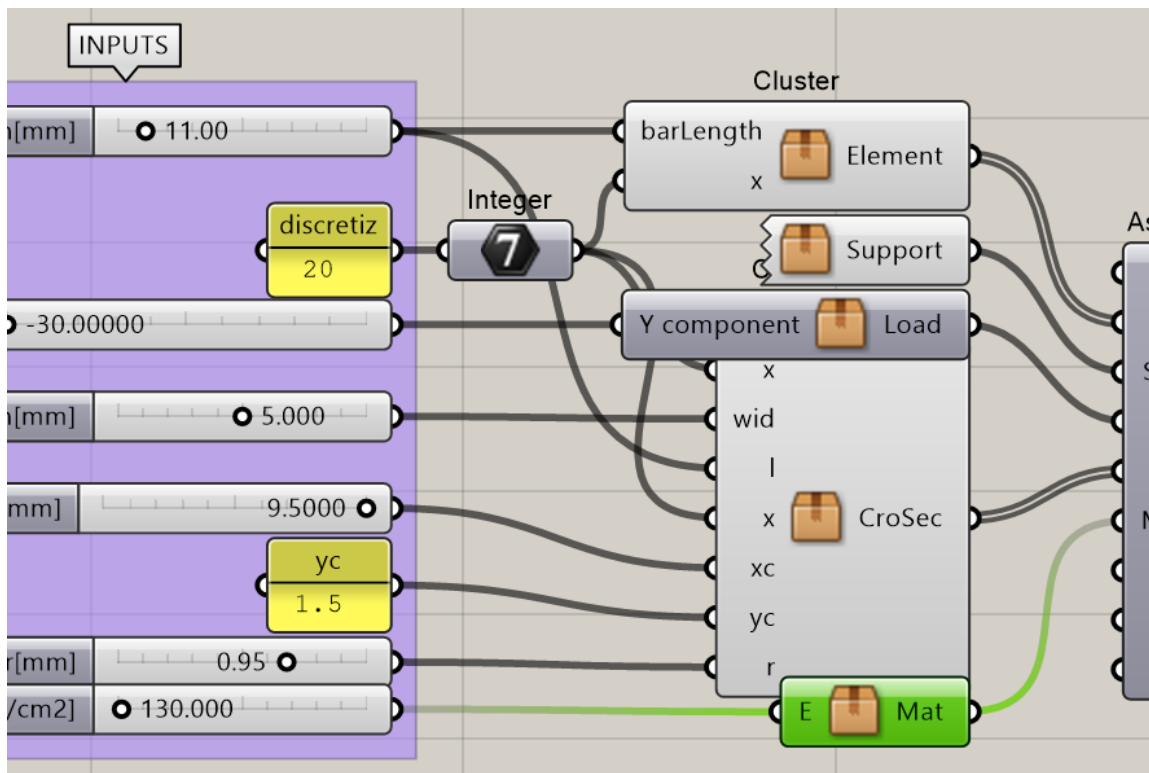 INPUTS
Cluster
n[mm] 11.00
barLength
x
Element
discretiz
20
Integer
7
C
Support
-30.00000
Y component
Load
As
x
n[mm] 5.000
wid
l
S
mm] 9.5000
x
CroSec
xc
M
yc
1.5
yc
r[mm] 0.95
r
/cm2] 130.000
E
Mat